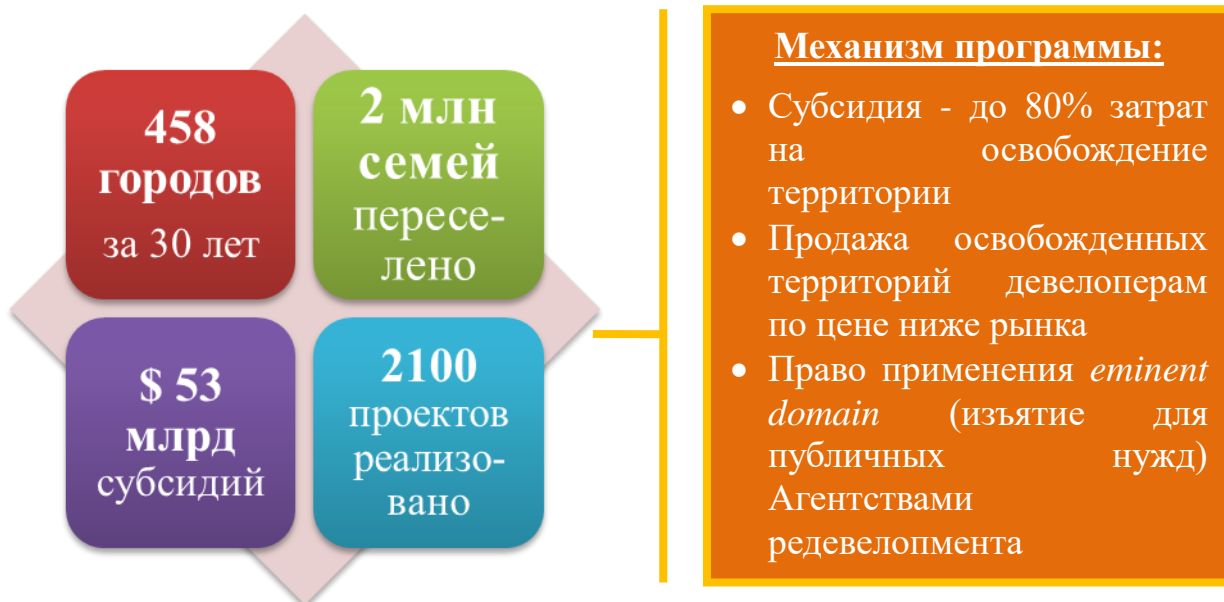 458
городов
за 30 лет
2 млн
семей
пересе-
лено
$ 53
млрд
субсидий
2100
проектов
реализо-
вано
Механизм программы:
• Субсидия - до 80% затрат
на освобождение
территории
• Продажа освобожденных
территорий девелоперам
по цене ниже рынка
• Право применения eminent
domain (изъятие для
публичных нужд)
Агентствами
редевелопмента